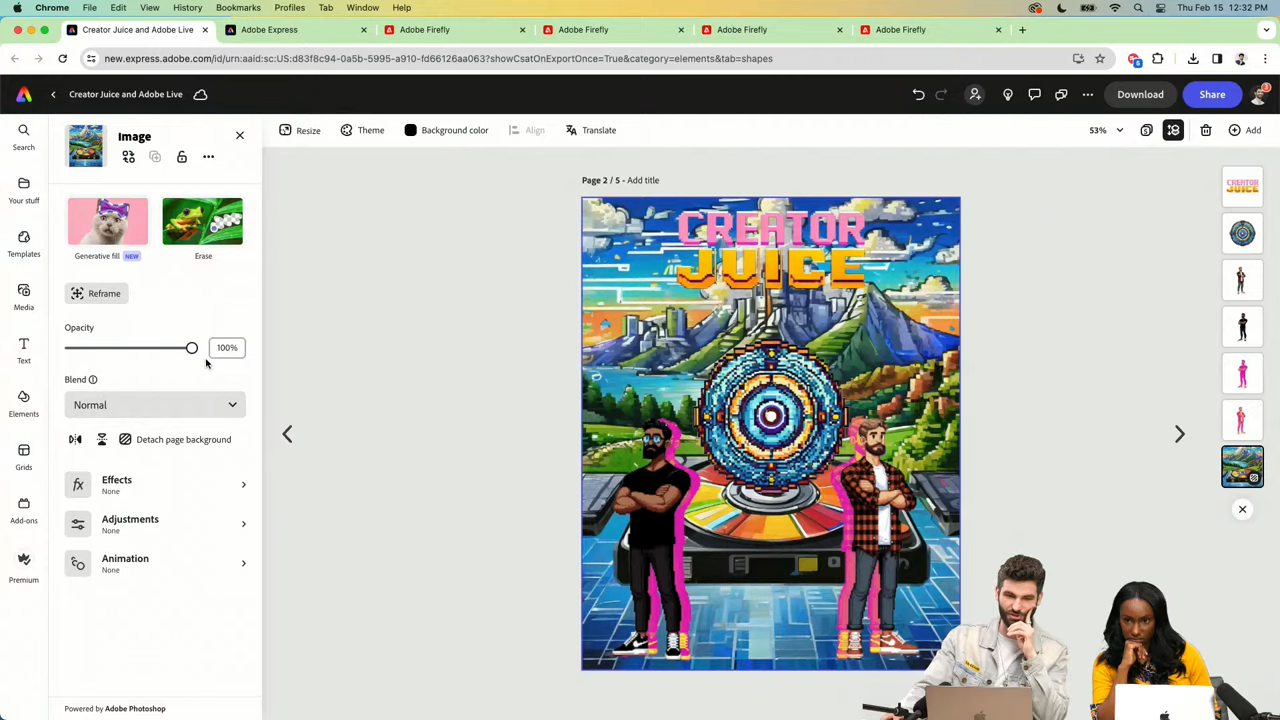 Chrome File Edit View History Bookmarks Profiles Tab Window Help Thu Feb 15 12:32 PM
Creator Juice and Adobe Live Adobe Express Adobe Firefly Adobe Firefly Adobe Firefly Adobe Firefly
new.express.adobe.com/id/urn:aaid:sc:US:d83f8c94-0a5b-5995-a910-fd66126aa063?showCsatOnExportOnce=True&category=elements&tab=shapes 6
Creator Juice and Adobe Live Download Share 3
Image
Resize Theme Background color Align Translate 53% 5 Add
Search
Your stuff
Templates
Media
Text
Elements
Grids
Add-ons
Premium
Generative fill NEW Erase
Reframe
Opacity
100%
Blend
Normal
Detach page background
fx Effects
None
Adjustments
None
Animation
None
Powered by Adobe Photoshop
Page 2 / 5 - Add title
CREATOR
JUICE
CREATOR
JUICE